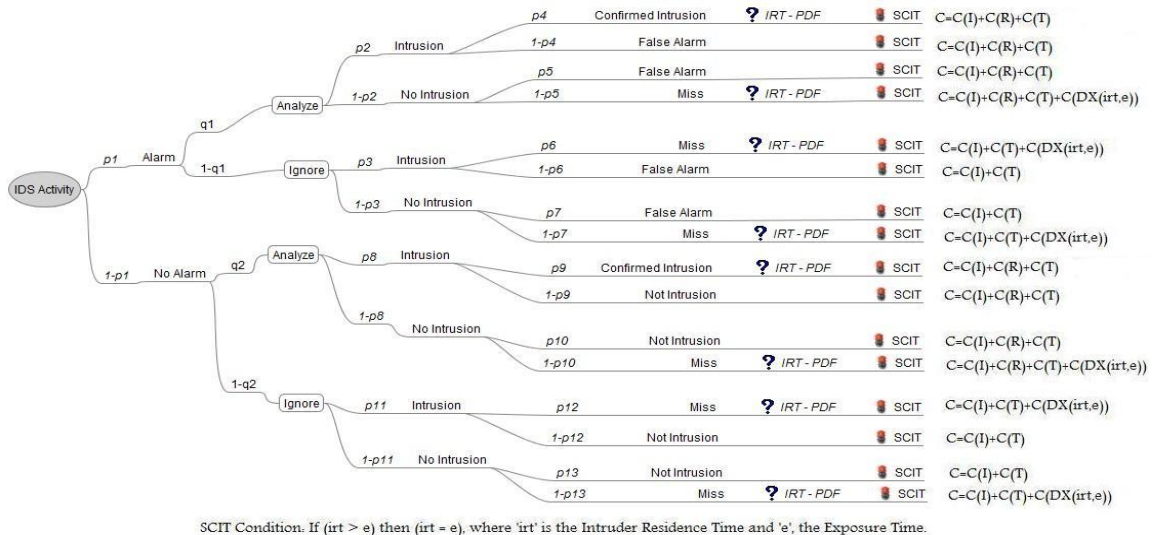 p4 Confirmed Intrusion ? IRT - PDF SCIT C=C(I)+C(R)+C(T)
p2 Intrusion
1-p4 False Alarm SCIT C=C(I)+C(R)+C(T)
p5 False Alarm SCIT C=C(I)+C(R)+C(T)
1-p2 No Intrusion
1-p5 Miss ? IRT - PDF SCIT C=C(I)+C(R)+C(T)+C(DX(irt,e))
Analyze
q1
p6 Miss ? IRT - PDF SCIT C=C(I)+C(T)+C(DX(irt,e))
p1 Alarm
1-q1 Ignore p3 Intrusion
1-p6 False Alarm SCIT C=C(I)+C(T)
IDS Activity
1-p3 No Intrusion
p7 False Alarm SCIT C=C(I)+C(T)
1-p7 Miss ? IRT - PDF SCIT C=C(I)+C(T)+C(DX(irt,e))
1-p1 No Alarm
q2 Analyze p8 Intrusion
p9 Confirmed Intrusion ? IRT - PDF SCIT C=C(I)+C(R)+C(T)
1-p9 Not Intrusion SCIT C=C(I)+C(R)+C(T)
1-p8 No Intrusion
p10 Not Intrusion SCIT C=C(I)+C(R)+C(T)
1-p10 Miss ? IRT - PDF SCIT C=C(I)+C(R)+C(T)+C(DX(irt,e))
1-q2 Ignore p11 Intrusion
p12 Miss ? IRT - PDF SCIT C=C(I)+C(T)+C(DX(irt,e))
1-p12 Not Intrusion SCIT C=C(I)+C(T)
1-p11 No Intrusion
p13 Not Intrusion SCIT C=C(I)+C(T)
1-p13 Miss ? IRT - PDF SCIT C=C(I)+C(T)+C(DX(irt,e))
SCIT Condition: If (irt > e) then (irt = e), where 'irt' is the Intruder Residence Time and 'e', the Exposure Time.